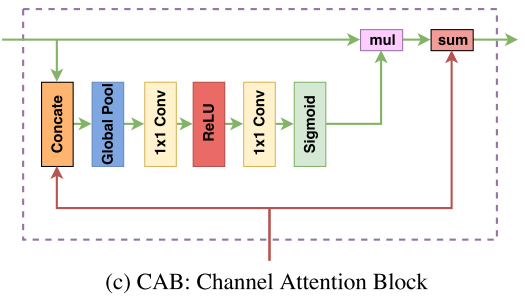 mul
sum
Concate
Global Pool
1x1 Conv
ReLU
1x1 Conv
Sigmoid
(c) CAB: Channel Attention Block